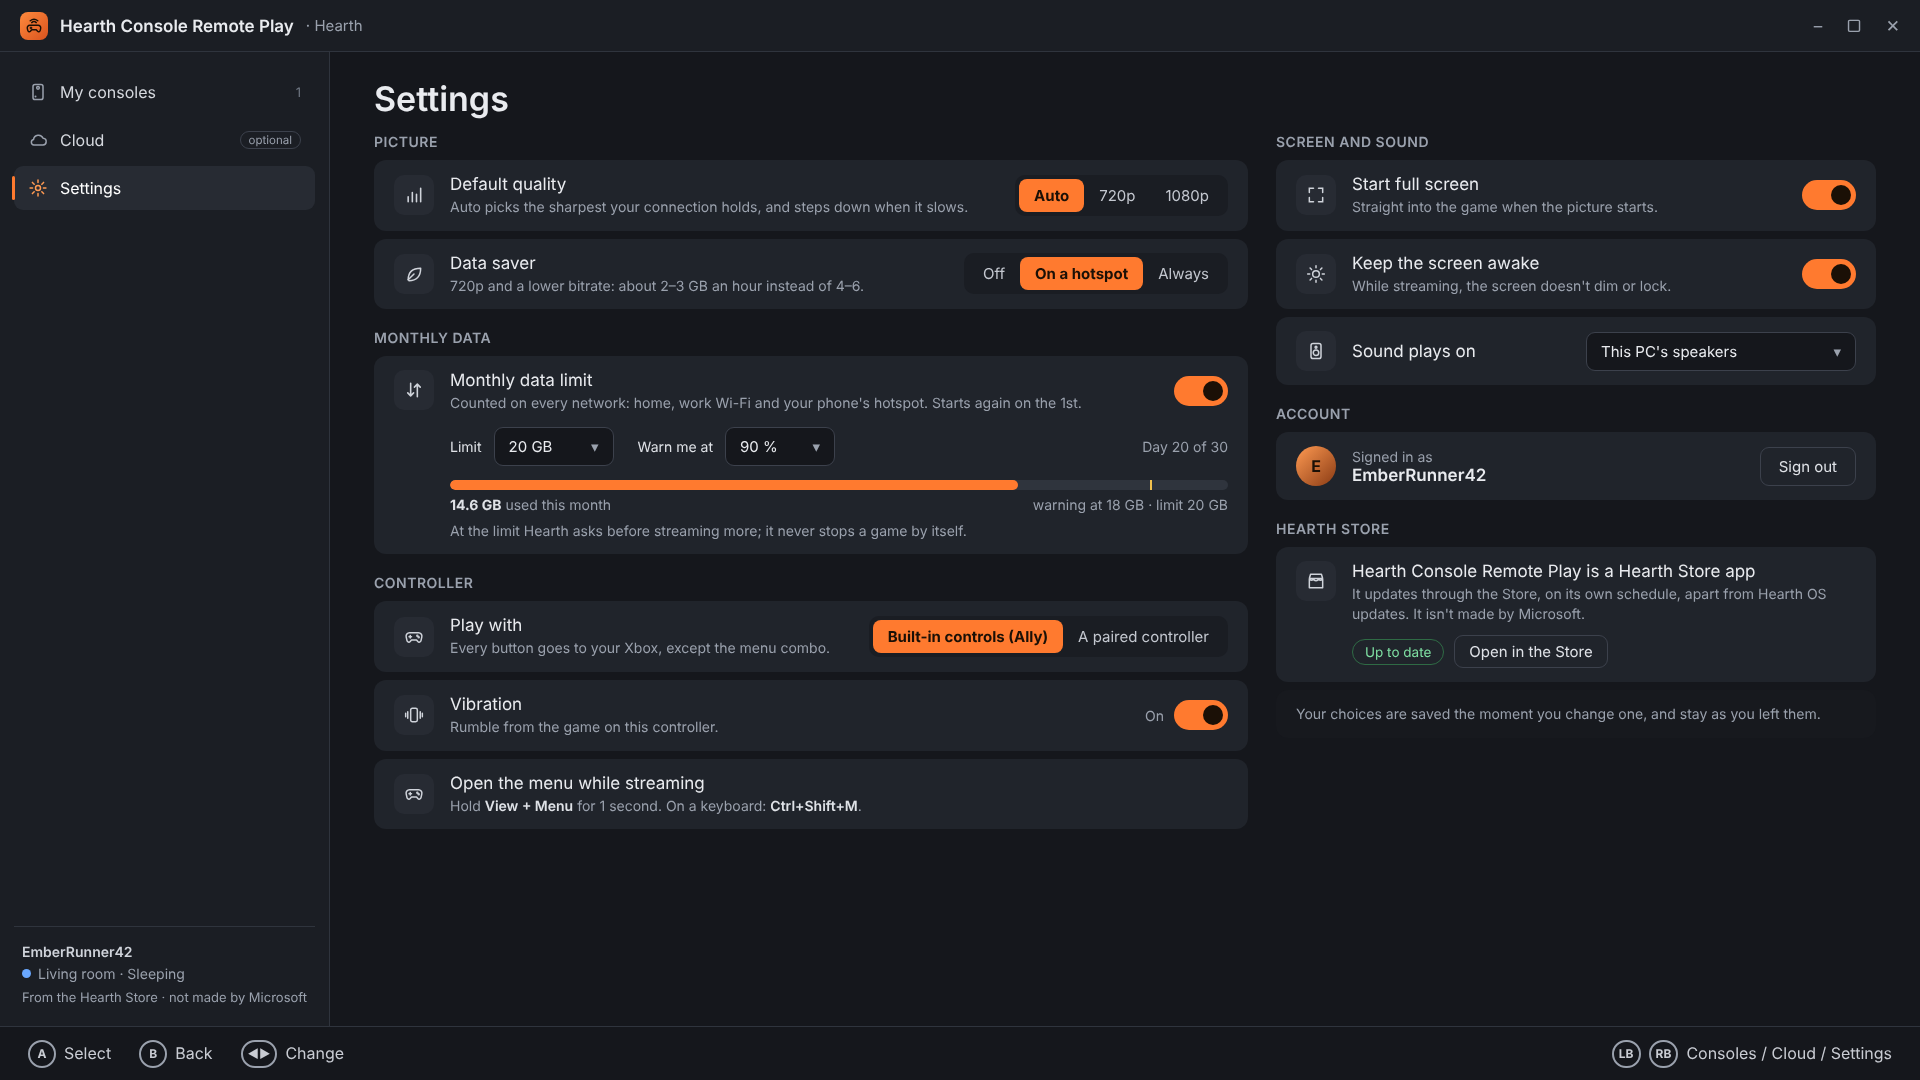 Hearth Console Remote Play · Hearth
My consoles 1
Cloud optional
Settings
EmberRunner42
Living room · Sleeping
From the Hearth Store · not made by Microsoft
Settings
PICTURE
Default quality
Auto picks the sharpest your connection holds, and steps down when it slows.
Auto 720p 1080p
Data saver
720p and a lower bitrate: about 2–3 GB an hour instead of 4–6.
Off On a hotspot Always
MONTHLY DATA
Monthly data limit
Counted on every network: home, work Wi-Fi and your phone's hotspot. Starts again on the 1st.
Limit 20 GB Warn me at 90 % Day 20 of 30
14.6 GB used this month warning at 18 GB · limit 20 GB
At the limit Hearth asks before streaming more; it never stops a game by itself.
CONTROLLER
Play with
Every button goes to your Xbox, except the menu combo.
Built-in controls (Ally) A paired controller
Vibration
Rumble from the game on this controller.
On
Open the menu while streaming
Hold View + Menu for 1 second. On a keyboard: Ctrl+Shift+M.
SCREEN AND SOUND
Start full screen
Straight into the game when the picture starts.
Keep the screen awake
While streaming, the screen doesn't dim or lock.
Sound plays on This PC's speakers
ACCOUNT
E
Signed in as
EmberRunner42
Sign out
HEARTH STORE
Hearth Console Remote Play is a Hearth Store app
It updates through the Store, on its own schedule, apart from Hearth OS
updates. It isn't made by Microsoft.
Up to date Open in the Store
Your choices are saved the moment you change one, and stay as you left them.
A Select B Back Change
LB RB Consoles / Cloud / Settings